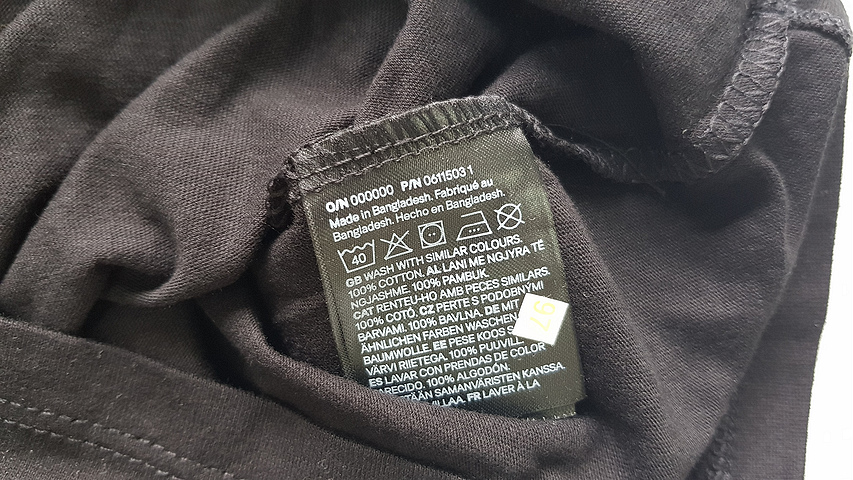 O/N 000000 P/N 0611503 1
Made in Bangladesh. Fabriqué au
Bangladesh. Hecho en Bangladesh.
40
GB WASH WITH SIMILAR COLOURS.
100% COTTON. AL LANI ME NGJYRA TË
NGJASHME. 100% PAMBUK.
CAT RENTEU-HO AMB PECES SIMILARS.
100% COTÓ. CZ PERTE S PODOBNÝMI
BARVAMI. 100% BAVLNA. DE MIT
ÄHNLICHEN FARBEN WASCHEN.
BAUMWOLLE. EE PESE KOOS
VÄRVI RIIETEGA. 100% PUUVILL
ES LAVAR CON PRENDAS DE COLOR
PARECIDO. 100% ALGODÓN.
SAMANVÄRISTEN KANSSA.
FR LAVER À LA
97